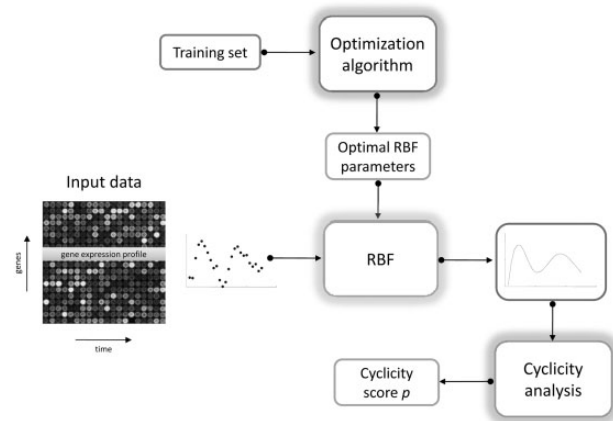 Training set
Optimization
algorithm
Optimal RBF
parameters
Input data
gene expression profile
genes
time
RBF
Cyclicity
score p
Cyclicity
analysis